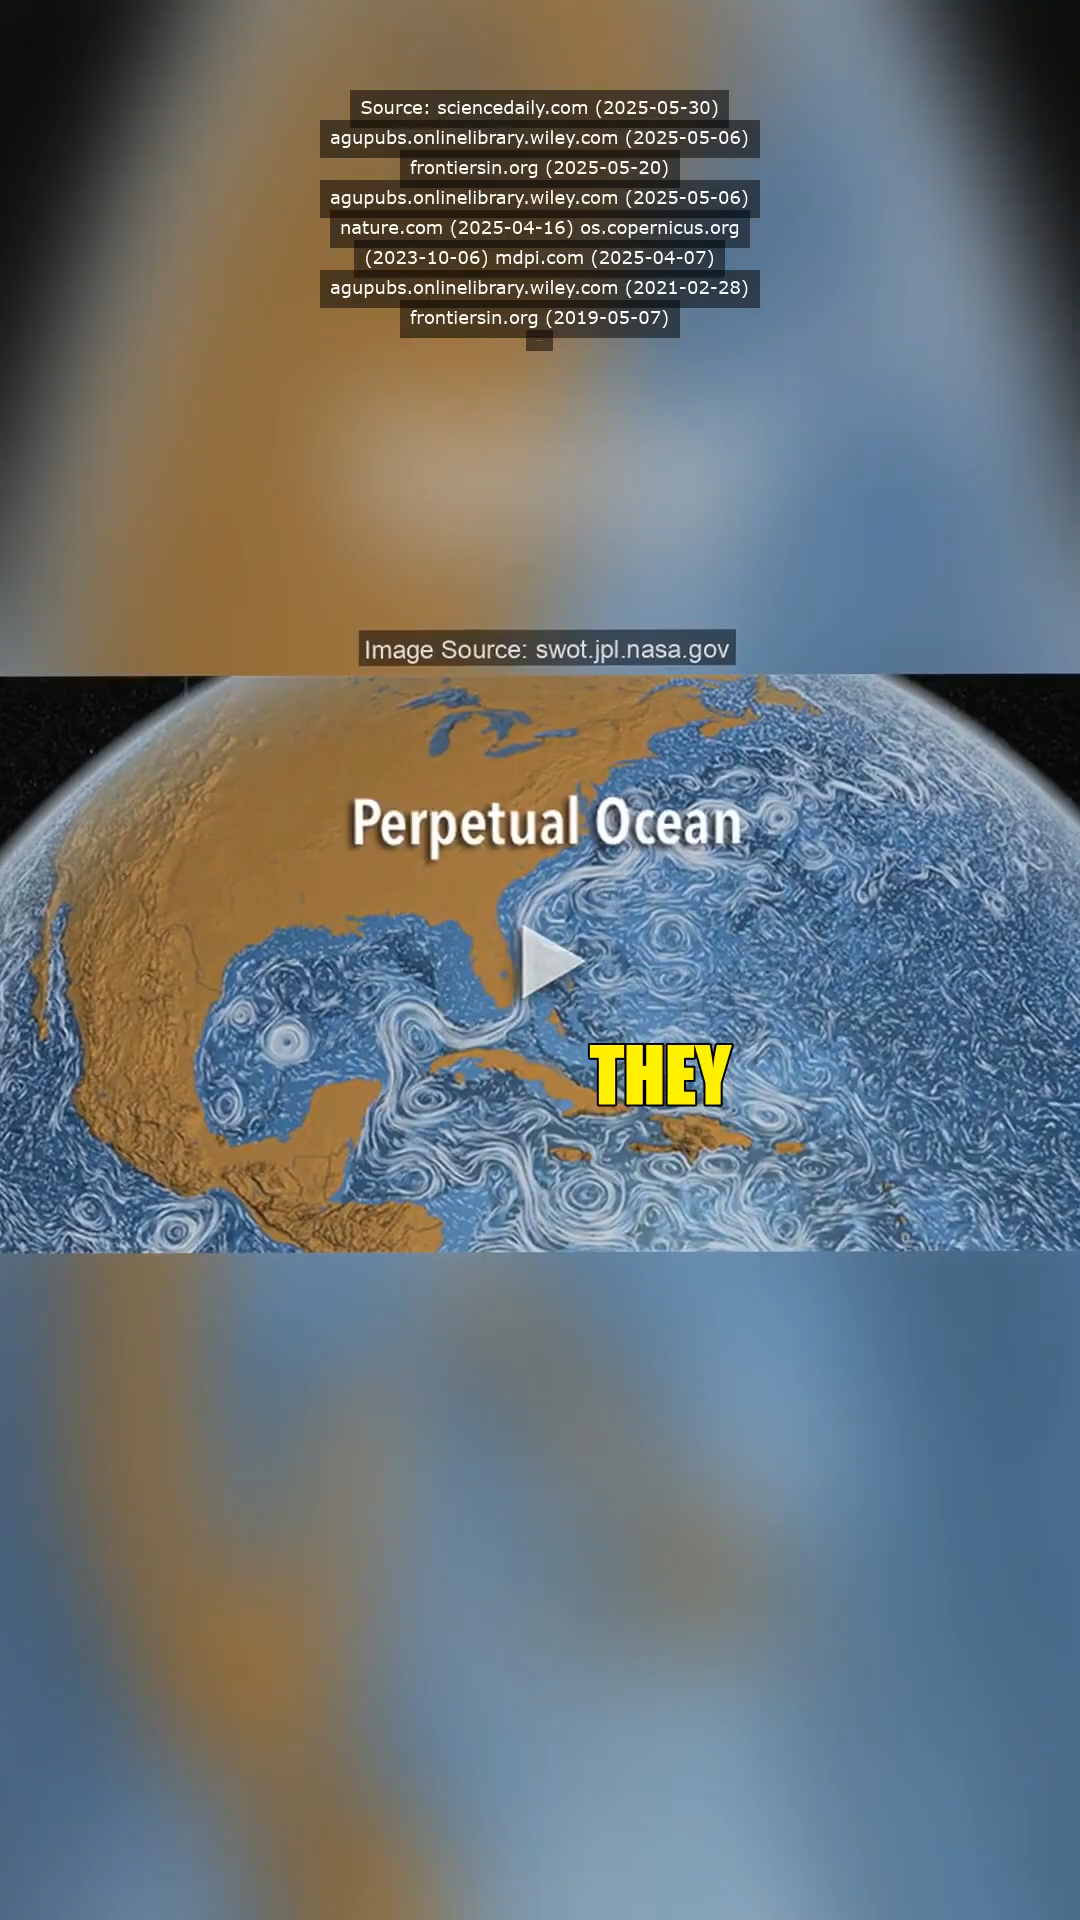 Source: sciencedaily.com (2025-05-30)
agupubs.onlinelibrary.wiley.com (2025-05-06)
frontiersin.org (2025-05-20)
agupubs.onlinelibrary.wiley.com (2025-05-06)
nature.com (2025-04-16) os.copernicus.org
(2023-10-06) mdpi.com (2025-04-07)
agupubs.onlinelibrary.wiley.com (2021-02-28)
frontiersin.org (2019-05-07)
Image Source: swot.jpl.nasa.gov
Perpetual Ocean
THEY